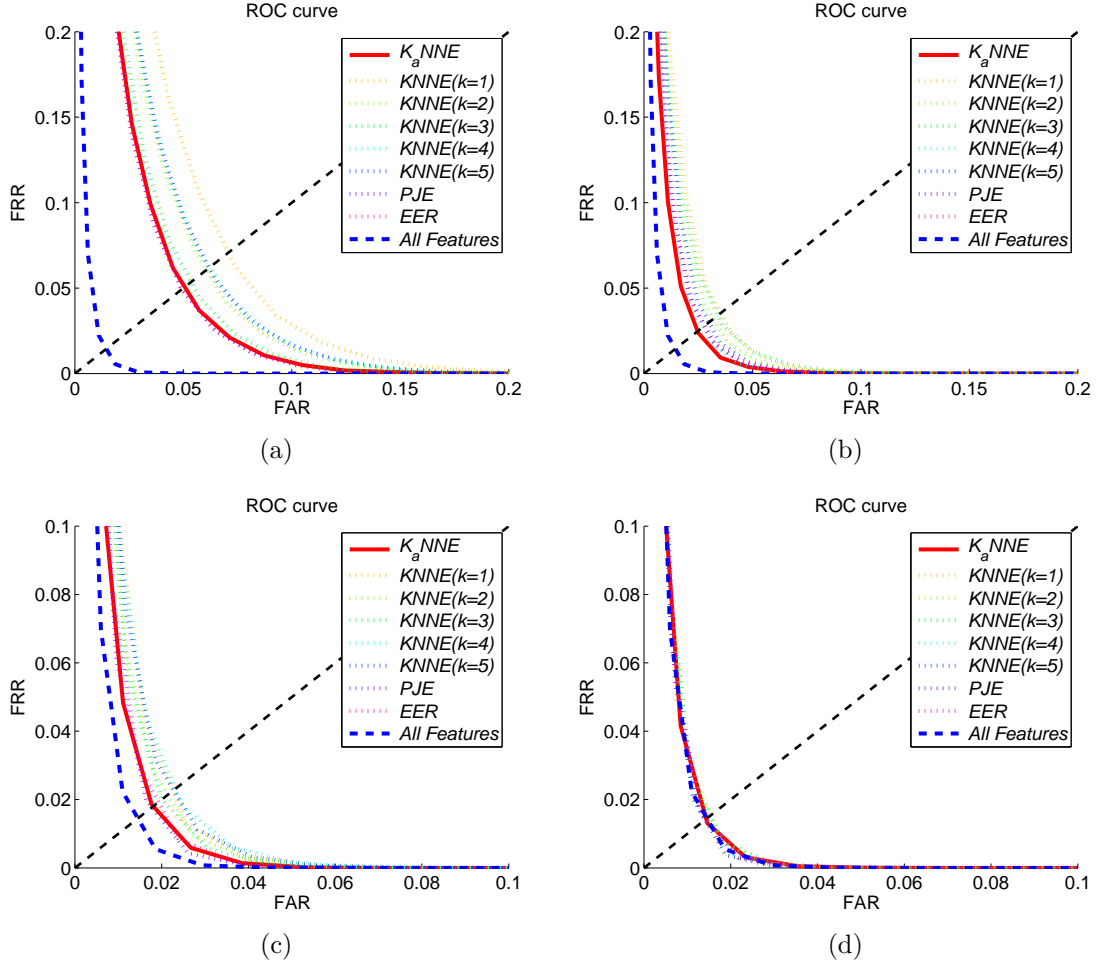 ROC curve
0.2
0.15
0.1
0.05
0
FRR
0 0.05 0.1 0.15 0.2
FAR
KaNNE
KNNE(k=1)
KNNE(k=2)
KNNE(k=3)
KNNE(k=4)
KNNE(k=5)
PJE
EER
All Features
(a)
ROC curve
0.2
0.15
0.1
0.05
0
FRR
0 0.05 0.1 0.15 0.2
FAR
KaNNE
KNNE(k=1)
KNNE(k=2)
KNNE(k=3)
KNNE(k=4)
KNNE(k=5)
PJE
EER
All Features
(b)
ROC curve
0.1
0.08
0.06
0.04
0.02
0
FRR
0 0.02 0.04 0.06 0.08 0.1
FAR
KaNNE
KNNE(k=1)
KNNE(k=2)
KNNE(k=3)
KNNE(k=4)
KNNE(k=5)
PJE
EER
All Features
(c)
ROC curve
0.1
0.08
0.06
0.04
0.02
0
FRR
0 0.02 0.04 0.06 0.08 0.1
FAR
KaNNE
KNNE(k=1)
KNNE(k=2)
KNNE(k=3)
KNNE(k=4)
KNNE(k=5)
PJE
EER
All Features
(d)